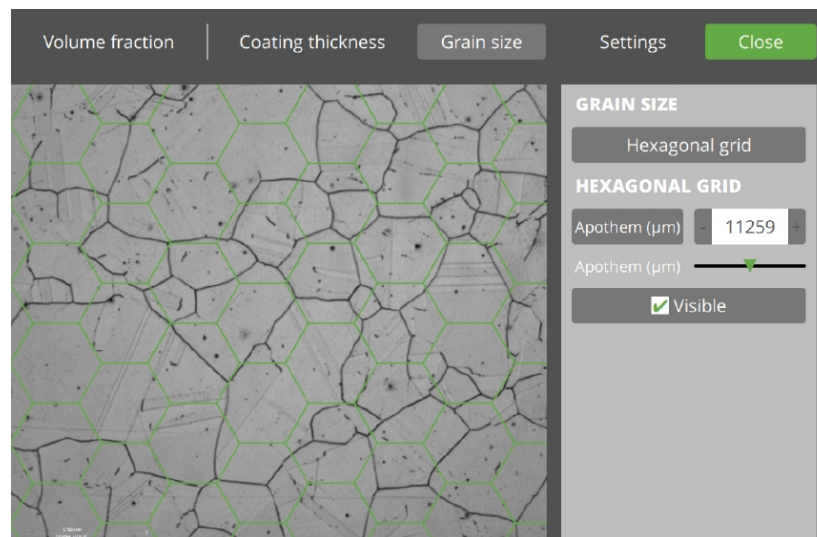 Volume fraction Coating thickness Grain size Settings Close
GRAIN SIZE
Hexagonal grid
HEXAGONAL GRID
Apothem (µm) - 11259 +
Apothem (µm)
Visible